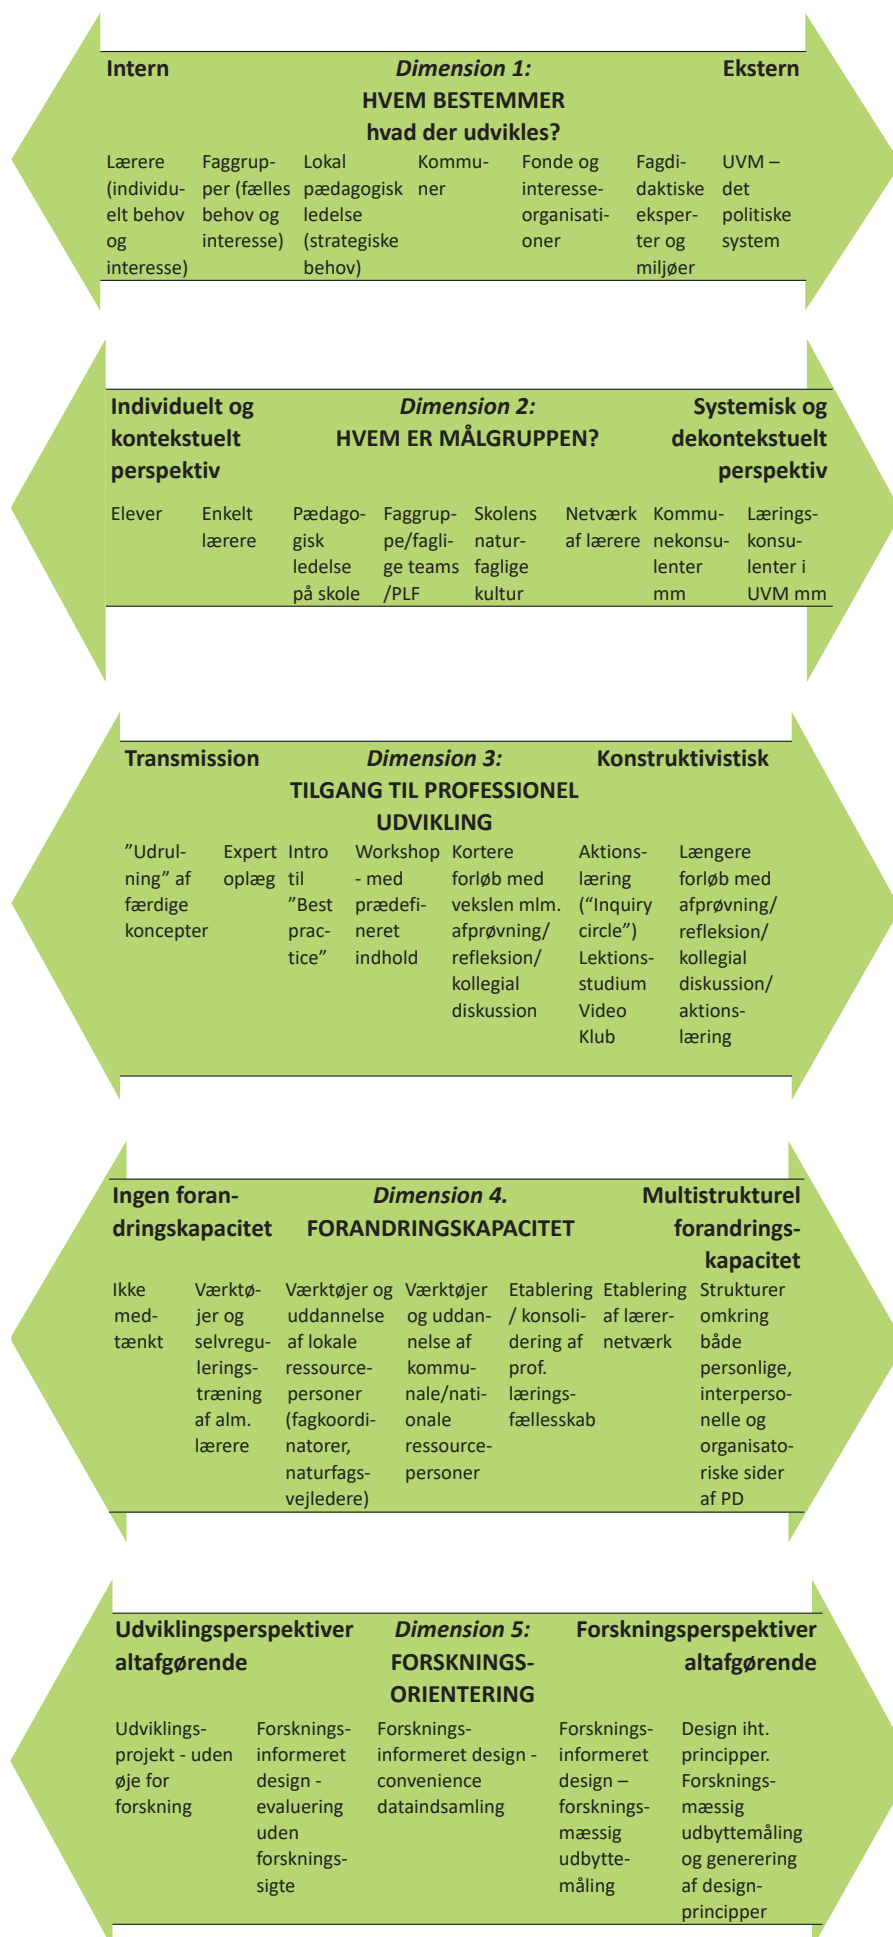 Intern Dimension 1: Ekstern
HVEM BESTEMMER
hvad der udvikles?
Lærere
(individu-
elt behov
og
interesse)
Faggrup-
per (fælles
behov og
interesse)
Lokal
pædagogisk
ledelse
(strategiske
behov)
Kommu-
ner
Fonde og
interesse-
organisati-
oner
Fagdi-
daktiske
eksper-
ter og
miljøer
UVM –
det
politiske
system
Individuelt og
kontekstuelt
perspektiv
Dimension 2:
HVEM ER MÅLGRUPPEN?
Systemisk og
dekontekstuelt
perspektiv
Elever
Enkelt
lærere
Pædago-
gisk
ledelse
på skole
Faggrup-
pe/fagli-
ge teams
/PLF
Skolens
natur-
faglige
kultur
Netværk
af lærere
Kommu-
nekonsu-
lenter
mm
Lærings-
konsu-
lenter i
UVM mm
Transmission Dimension 3: Konstruktivistisk
TILGANG TIL PROFESSIONEL
UDVIKLING
”Udrul-
ning” af
færdige
koncepter
Expert
oplæg
Intro
til
”Best
prac-
tice”
Workshop
- med
prædefi-
neret
indhold
Kortere
forløb med
vekslen mlm.
afprøvning/
refleksion/
kollegial
diskussion
Aktions-
læring
(“Inquiry
circle”)
Lektions-
studium
Video
Klub
Længere
forløb med
afprøvning/
refleksion/
kollegial
diskussion/
aktions-
læring
Ingen foran-
dringskapacitet
Dimension 4.
FORANDRINGSKAPACITET
Multistrukturel
forandrings-
kapacitet
Ikke
med-
tænkt
Værktø-
jer og
selvregu-
lerings-
træning
af alm.
lærere
Værktøjer og
uddannelse
af lokale
ressource-
personer
(fagkoordi-
natorer,
naturfags-
vejledere)
Værktøjer
og uddan-
nelse af
kommu-
nale/nati-
onale
ressource-
personer
Etablering
/ konsoli-
dering af
prof.
lærings-
fællesskab
Etablering
af lærer-
netværk
Strukturer
omkring
både
personlige,
interperso-
nelle og
organisato-
riske sider
af PD
Udviklingsperspektiver
altafgørende
Dimension 5:
FORSKNINGS-
ORIENTERING
Forskningsperspektiver
altafgørende
Udviklings-
projekt - uden
øje for
forskning
Forsknings-
informeret
design -
evaluering
uden
forsknings-
sigte
Forsknings-
informeret design -
convenience
dataindsamling
Forsknings-
informeret
design –
forsknings-
mæssig
udbytte-
måling
Design iht.
principper.
Forsknings-
mæssig
udbyttemåling
og generering
af design-
principper